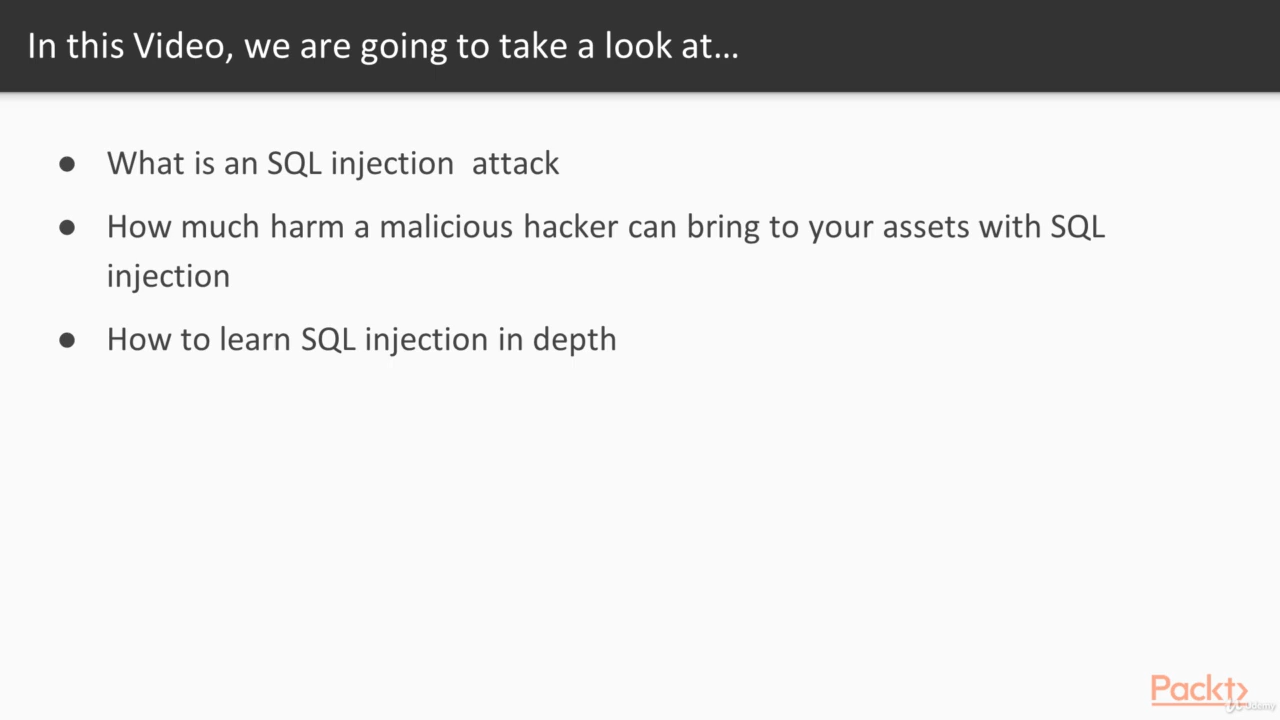 In this Video, we are going to take a look at...
● What is an SQL injection  attack
● How much harm a malicious hacker can bring to your assets with SQL
injection
● How to learn SQL injection in depth
Packt
Udemy